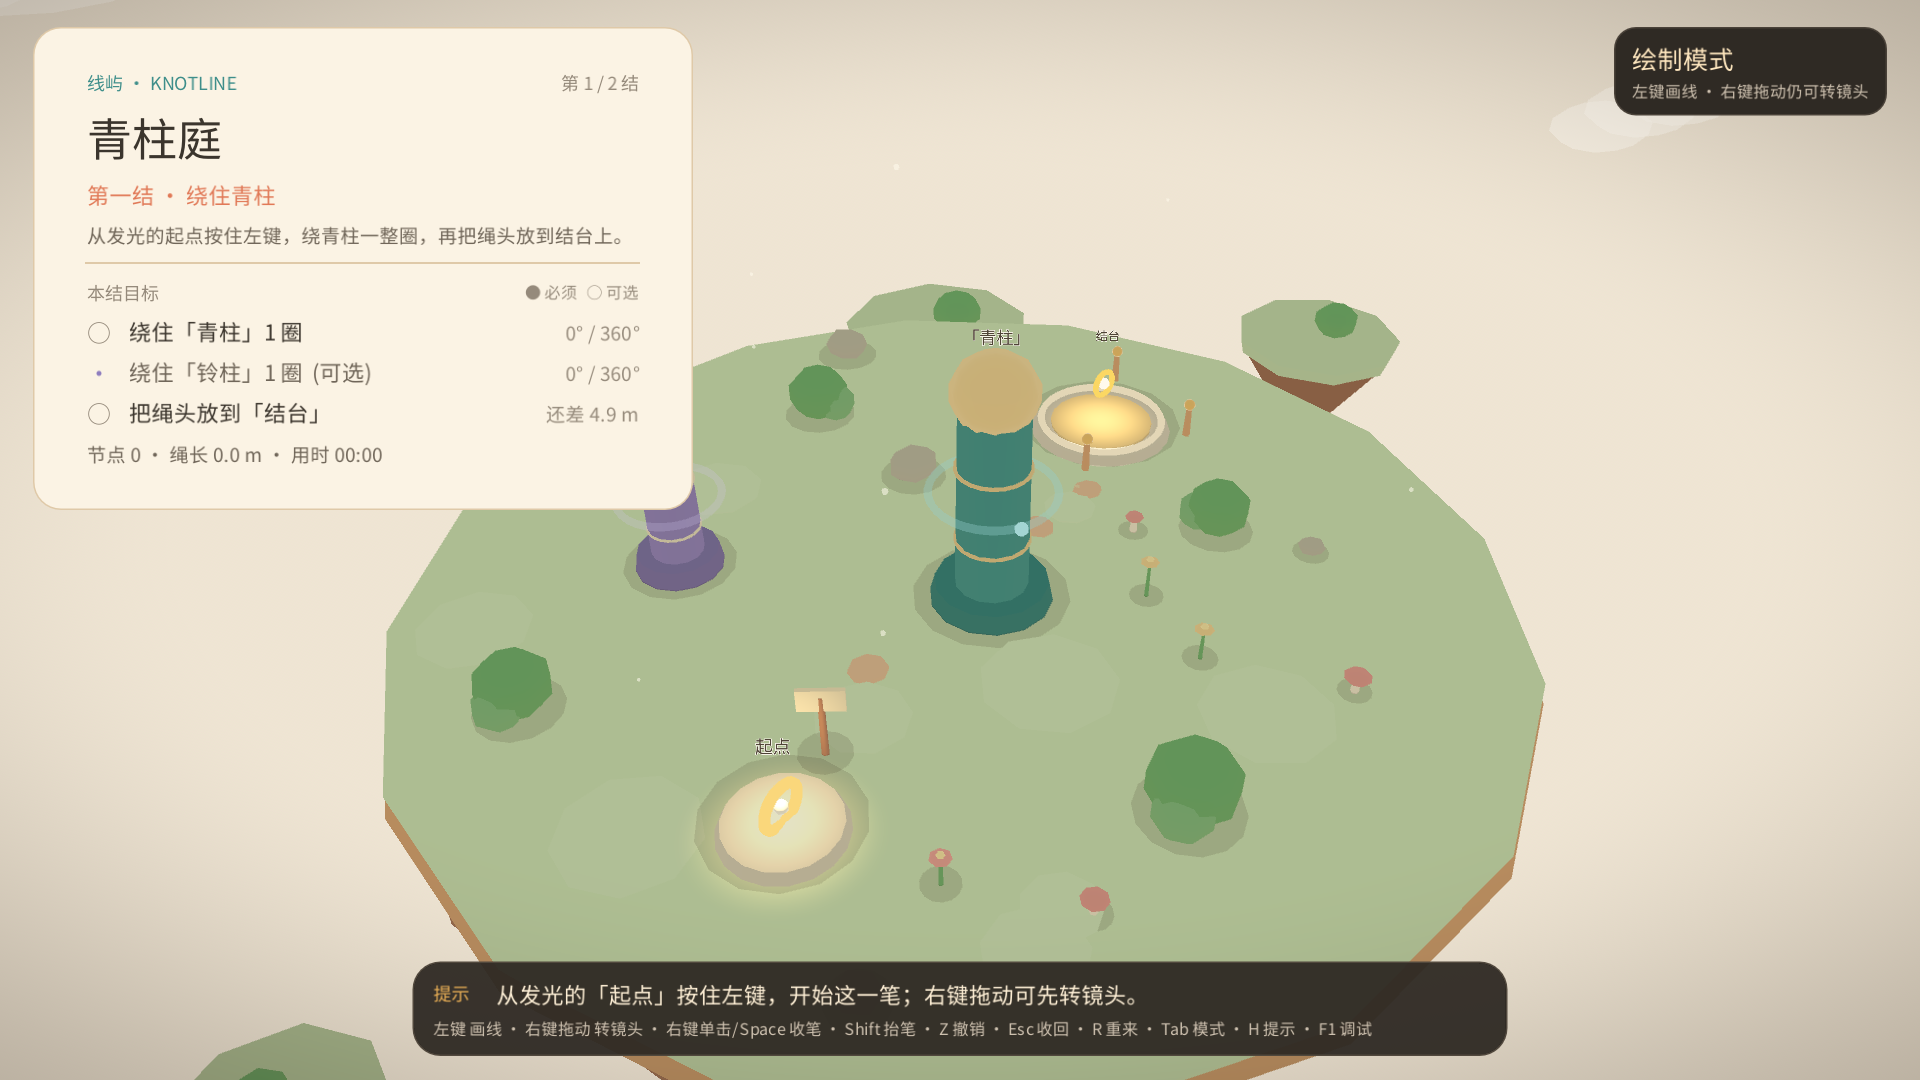 线屿 · KNOTLINE
第 1 / 2 结
青柱庭
第一结 · 绕住青柱
从发光的起点按住左键，绕青柱一整圈，再把绳头放到结台上。
本结目标
必须 可选
绕住「青柱」1 圈
0° / 360°
绕住「铃柱」1 圈 (可选)
0° / 360°
把绳头放到「结台」
还差 4.9 m
节点 0 · 绳长 0.0 m · 用时 00:00
绘制模式
左键画线 · 右键拖动仍可转镜头
「青柱」
结台
起点
提示 从发光的「起点」按住左键，开始这一笔；右键拖动可先转镜头。
左键 画线 · 右键拖动 转镜头 · 右键单击/Space 收笔 · Shift 抬笔 · Z 撤销 · Esc 收回 · R 重来 · Tab 模式 · H 提示 · F1 调试